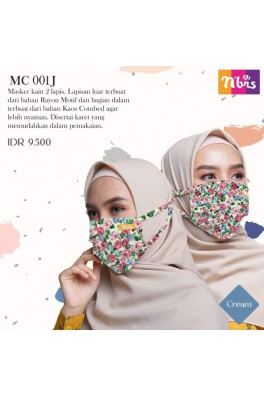 Nbrs
MC 001J
Masker kain 2 lapis. Lapisan luar terbuat
dari bahan Rayon Motif dan bagian dalam
terbuat dari bahan Kaos Combed agar
lebih nyaman. Disertai karet yang
memudahkan dalam pemakaian.
IDR 9.500
Cream